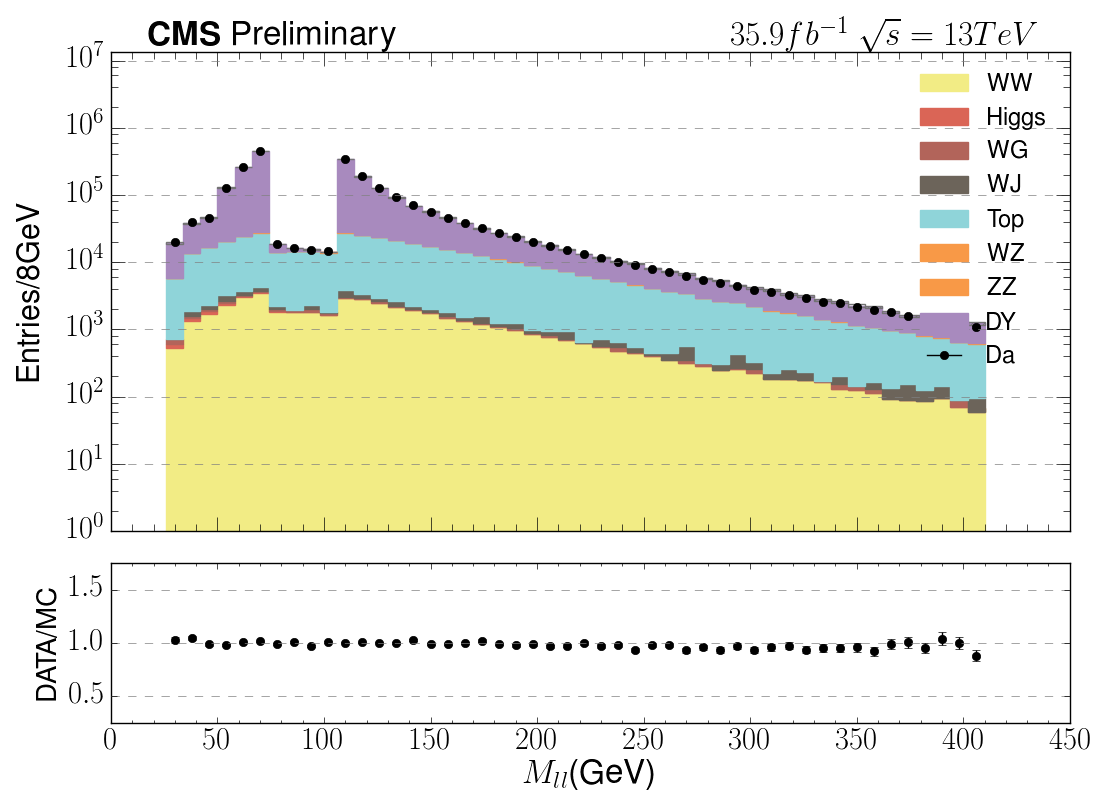 CMS Preliminary 35.9fb⁻¹ √s = 13TeV
Entries/8GeV
10⁷
10⁶
10⁵
10⁴
10³
10²
10¹
10⁰
WW
Higgs
WG
WJ
Top
WZ
ZZ
DY
Da
DATA/MC
1.5
1.0
0.5
0 50 100 150 200 250 300 350 400 450
M_ll(GeV)